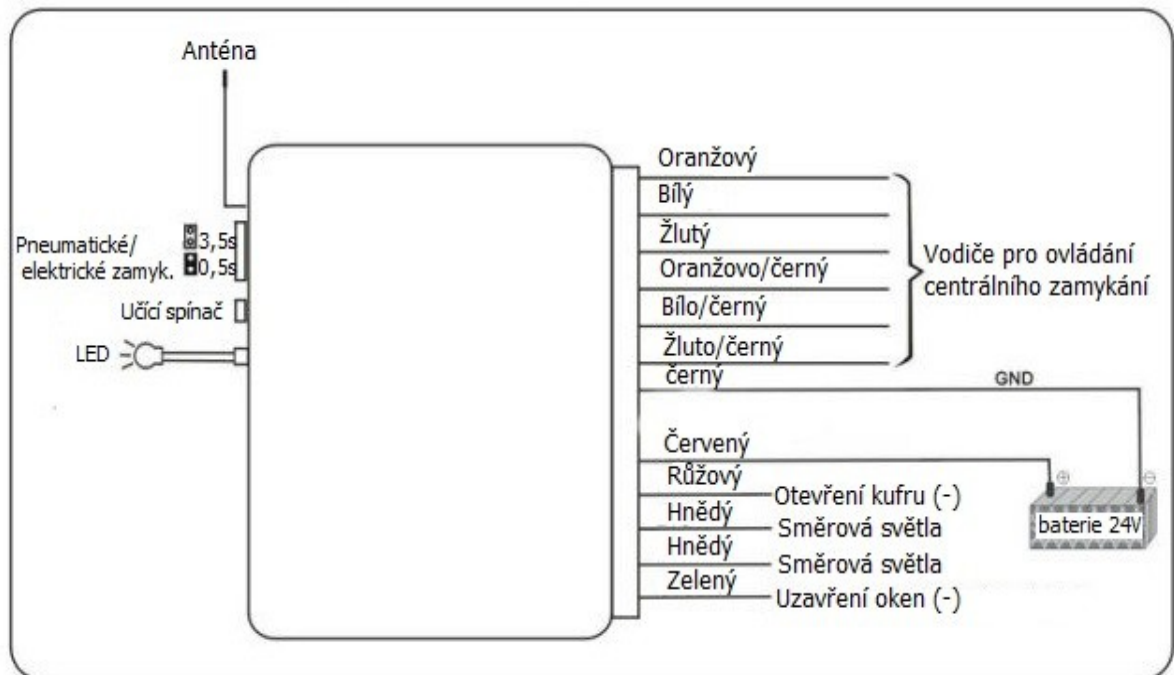 Anténa
Pneumatické/
elektrické zamyk.
3,5s
0,5s
Učící spínač
LED
Oranžový
Bílý
Žlutý
Oranžovo/černý
Bílo/černý
Žluto/černý
černý
Vodiče pro ovládání
centrálního zamykání
GND
Červený
Růžový
Otevření kufru (-)
Hnědý
Směrová světla
Hnědý
Směrová světla
Zelený
Uzavření oken (-)
baterie 24V